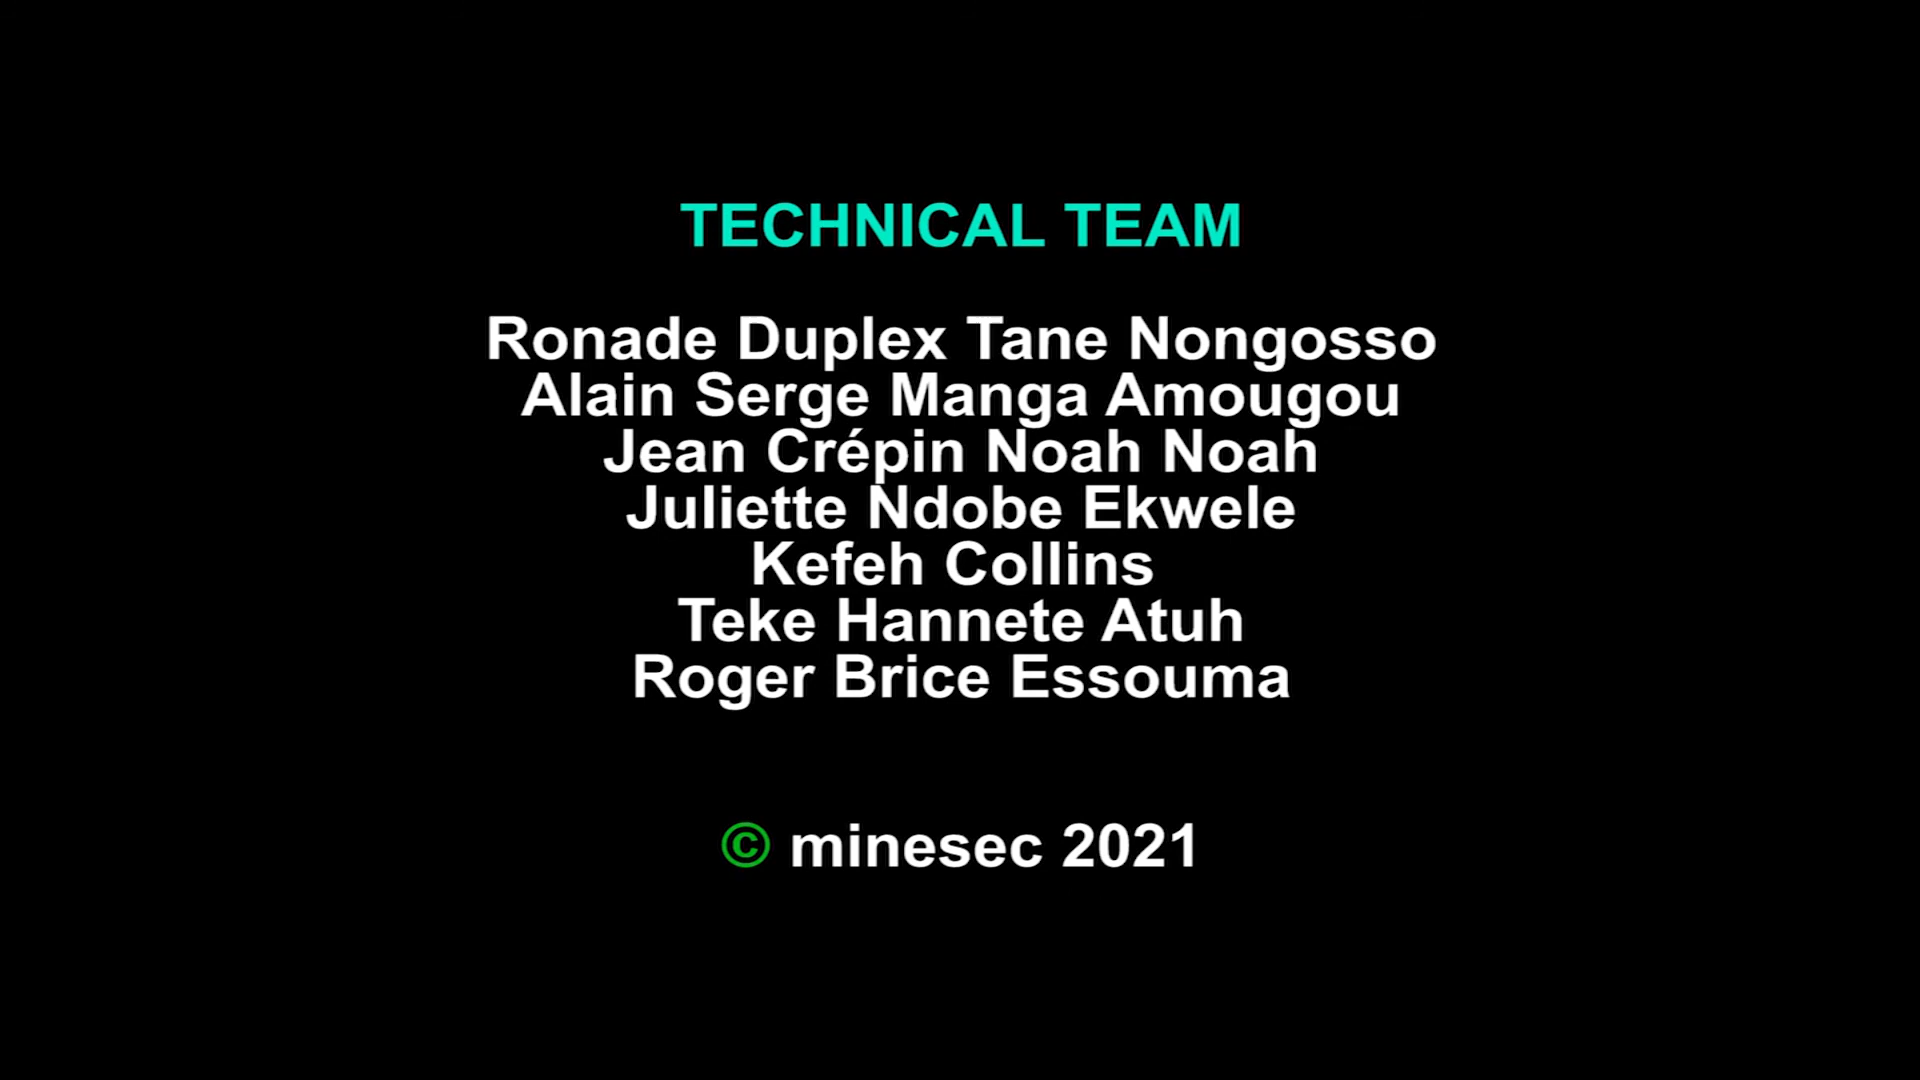 TECHNICAL TEAM
Ronade Duplex Tane Nongosso
Alain Serge Manga Amougou
Jean Crépin Noah Noah
Juliette Ndobe Ekwele
Kefeh Collins
Teke Hannete Atuh
Roger Brice Essouma
© minesec 2021